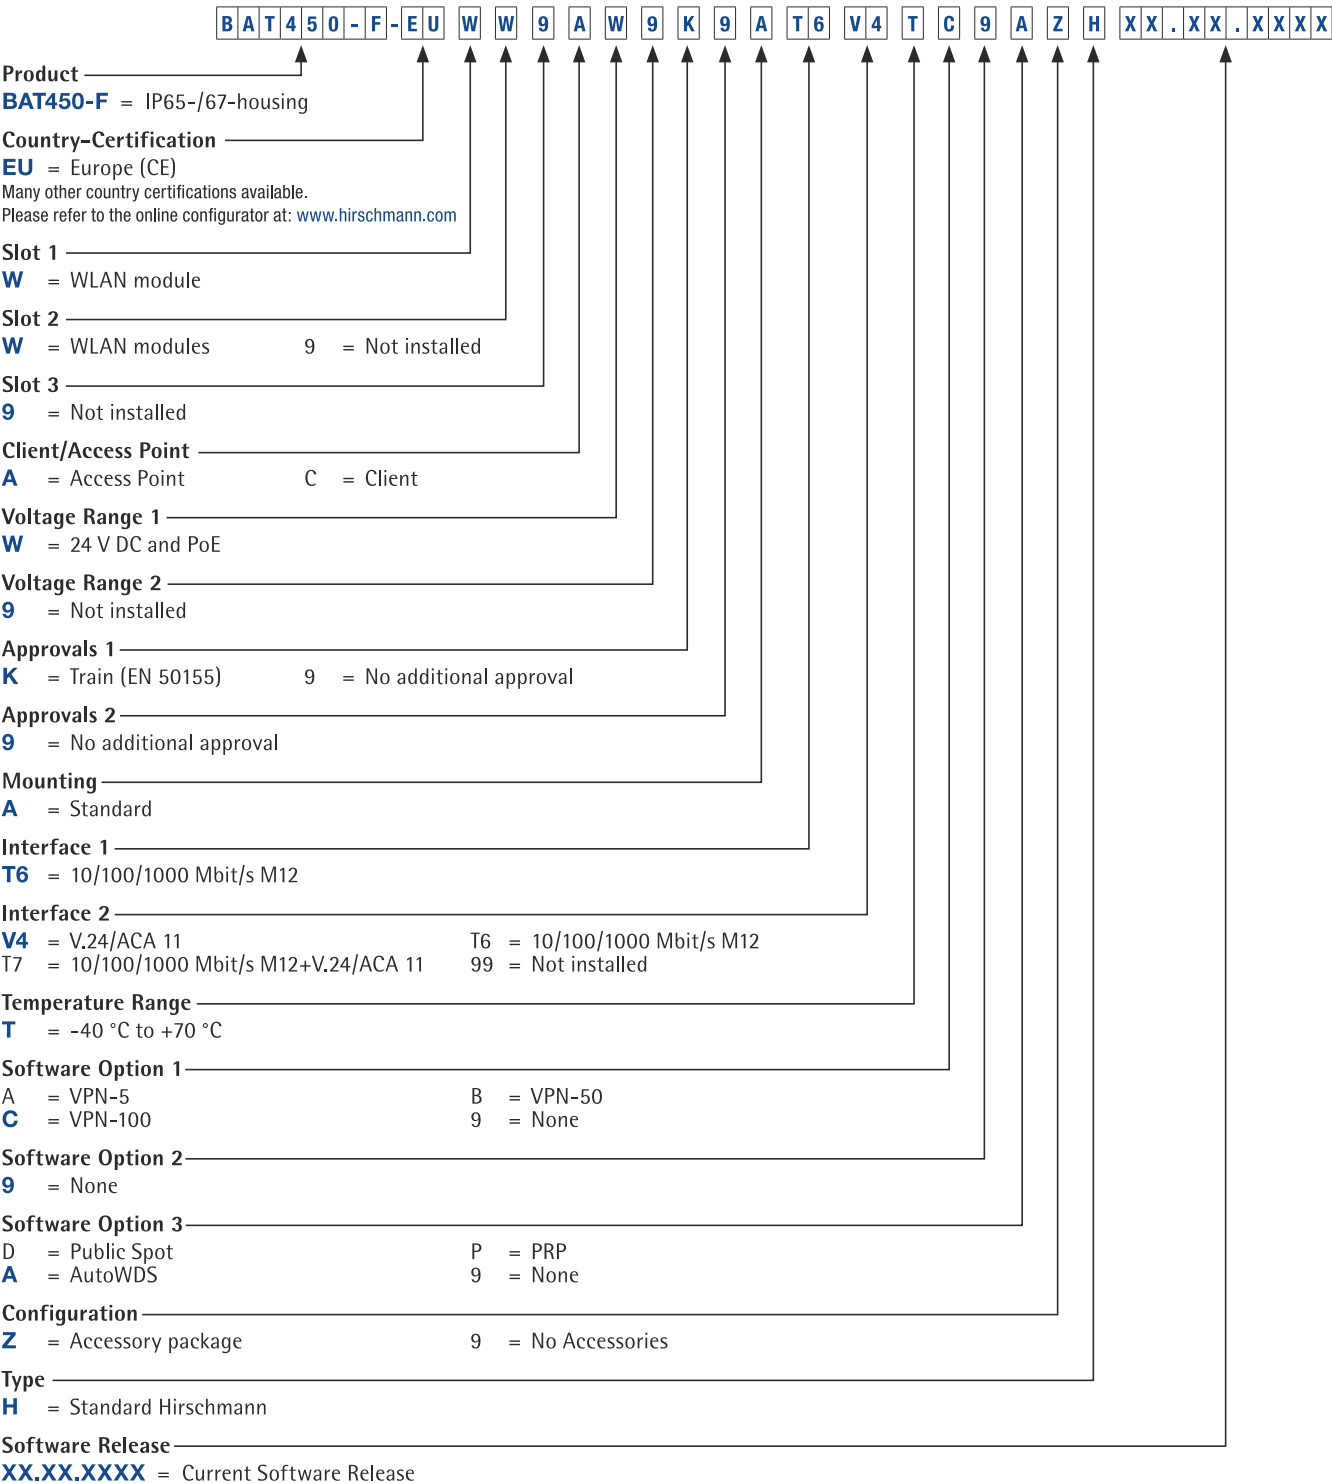 BAT450-F-EU W W 9 A W 9 K 9 A T6 V4 T C 9 A Z H XX.XX.XXXX
Product
BAT450-F = IP65-/67-housing
Country-Certification
EU = Europe (CE)
Many other country certifications available.
Please refer to the online configurator at: www.hirschmann.com
Slot 1
W = WLAN module
Slot 2
W = WLAN modules 9 = Not installed
Slot 3
9 = Not installed
Client/Access Point
A = Access Point C = Client
Voltage Range 1
W = 24 V DC and PoE
Voltage Range 2
9 = Not installed
Approvals 1
K = Train (EN 50155) 9 = No additional approval
Approvals 2
9 = No additional approval
Mounting
A = Standard
Interface 1
T6 = 10/100/1000 Mbit/s M12
Interface 2
V4 = V.24/ACA 11 T6 = 10/100/1000 Mbit/s M12
T7 = 10/100/1000 Mbit/s M12+V.24/ACA 11 99 = Not installed
Temperature Range
T = -40 °C to +70 °C
Software Option 1
A = VPN-5 B = VPN-50
C = VPN-100 9 = None
Software Option 2
9 = None
Software Option 3
D = Public Spot P = PRP
A = AutoWDS 9 = None
Configuration
Z = Accessory package 9 = No Accessories
Type
H = Standard Hirschmann
Software Release
XX.XX.XXXX = Current Software Release